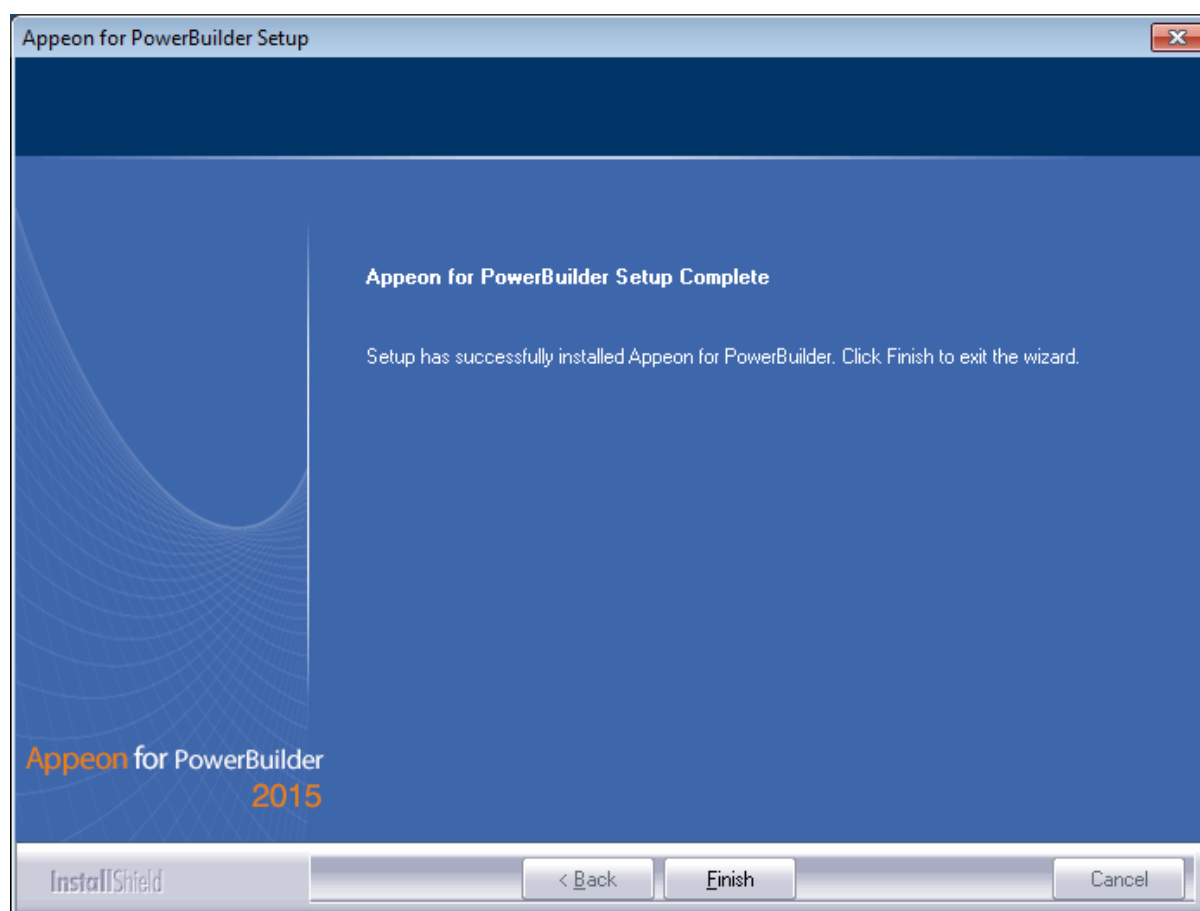 Appeon for PowerBuilder Setup
Appeon for PowerBuilder Setup Complete
Setup has successfully installed Appeon for PowerBuilder. Click Finish to exit the wizard.
Appeon for PowerBuilder
2015
InstallShield
< Back
Finish
Cancel